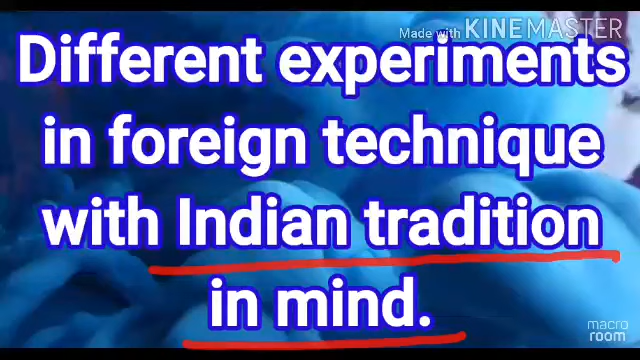 Made with KINEMASTER
Different experiments
in foreign technique
with Indian tradition
in mind.
macro
room